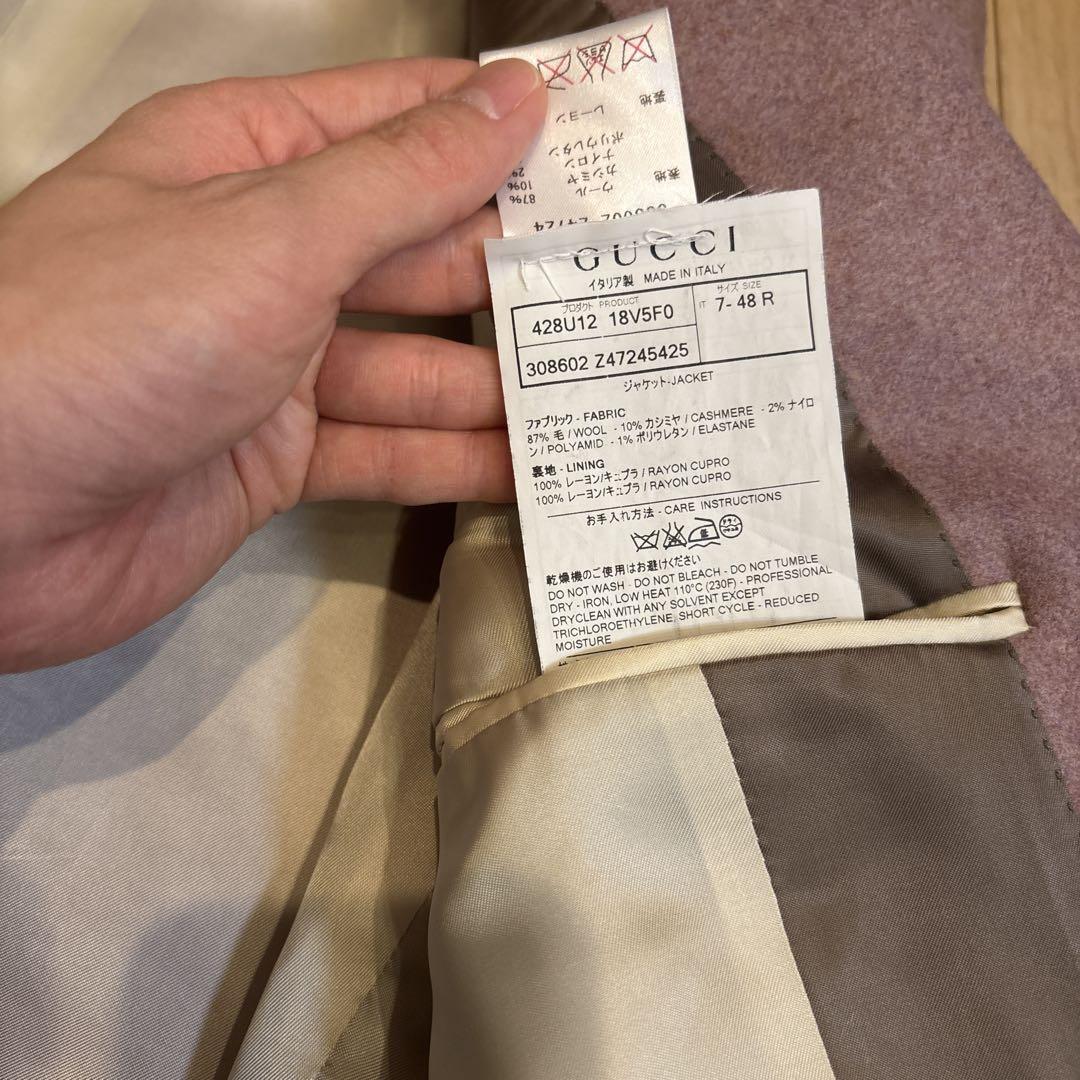 GUCCI
イタリア製 MADE IN ITALY
プロダクト PRODUCT
428U12 18V5F0
308602 Z47245425
サイズ SIZE
IT 7- 48 R
ジャケット-JACKET
ファブリック - FABRIC
87% 毛 / WOOL - 10% カシミヤ / CASHMERE - 2% ナイロ
ン / POLYAMID - 1% ポリウレタン / ELASTANE
裏地 - LINING
100% レーヨン/キュプラ / RAYON CUPRO
100% レーヨン/キュプラ / RAYON CUPRO
お手入れ方法 - CARE INSTRUCTIONS
ドライ
乾燥機のご使用はお避けください
DO NOT WASH - DO NOT BLEACH - DO NOT TUMBLE
DRY - IRON, LOW HEAT 110°C (230F) - PROFESSIONAL
DRYCLEAN WITH ANY SOLVENT EXCEPT
TRICHLOROETHYLENE, SHORT CYCLE - REDUCED
MOISTURE
表地
ウール 87%
カシミヤ 10%
ナイロン
ポリウレタン
裏地
レーヨン